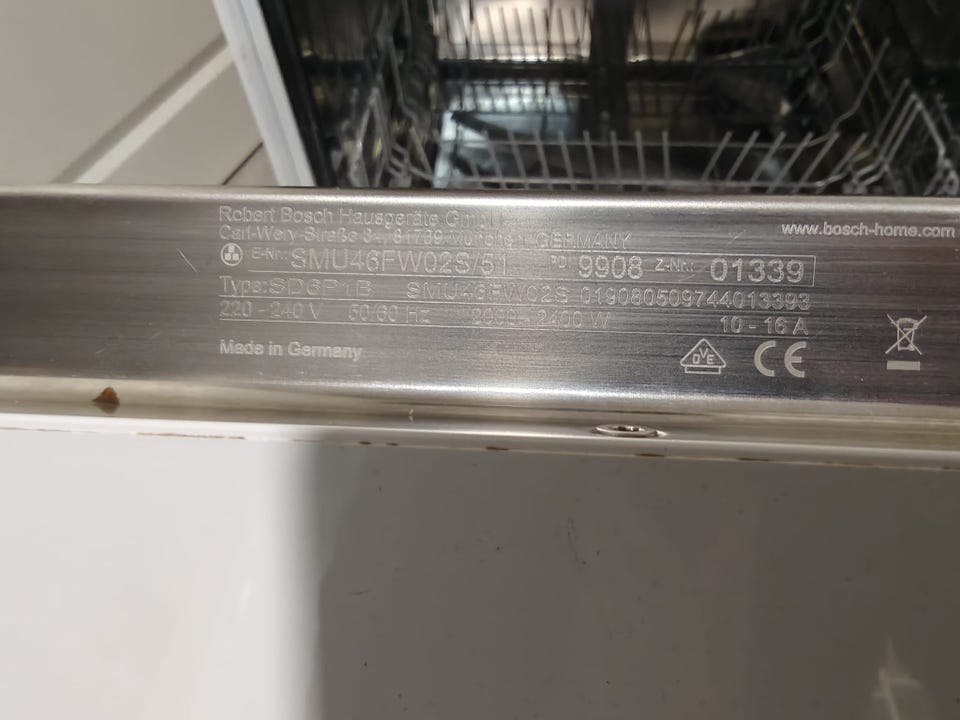 Robert Bosch Hausgeräte GmbH
Carl-Wery-Straße 34, 81739 München GERMANY
www.bosch-home.com
E-Nr.: SMU46FW02S/51 FD 9908 Z-Nr.: 01339
Type: SD6P1B SMU46FW02S 019080509744013393
220 - 240 V 50/60 Hz 2000 - 2400 W 10 - 16 A
Made in Germany
DVE CE